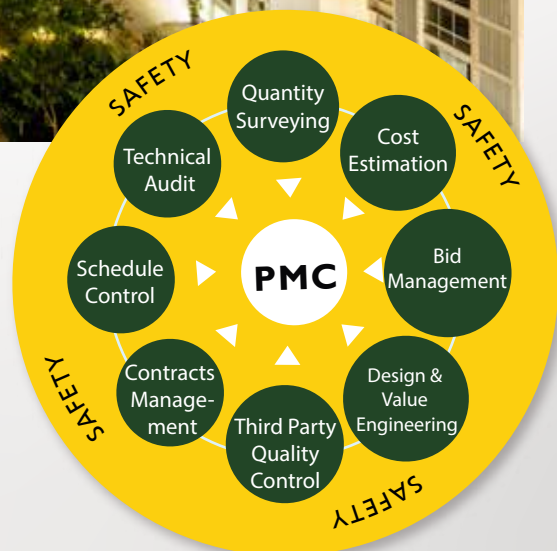 SAFETY
SAFETY
Quantity
Surveying
Cost
Estimation
Technical
Audit
Bid
Management
Schedule
Control
PMC
Design &
Value
Engineering
Contracts
Manage-
ment
Third Party
Quality
Control
SAFETY
SAFETY